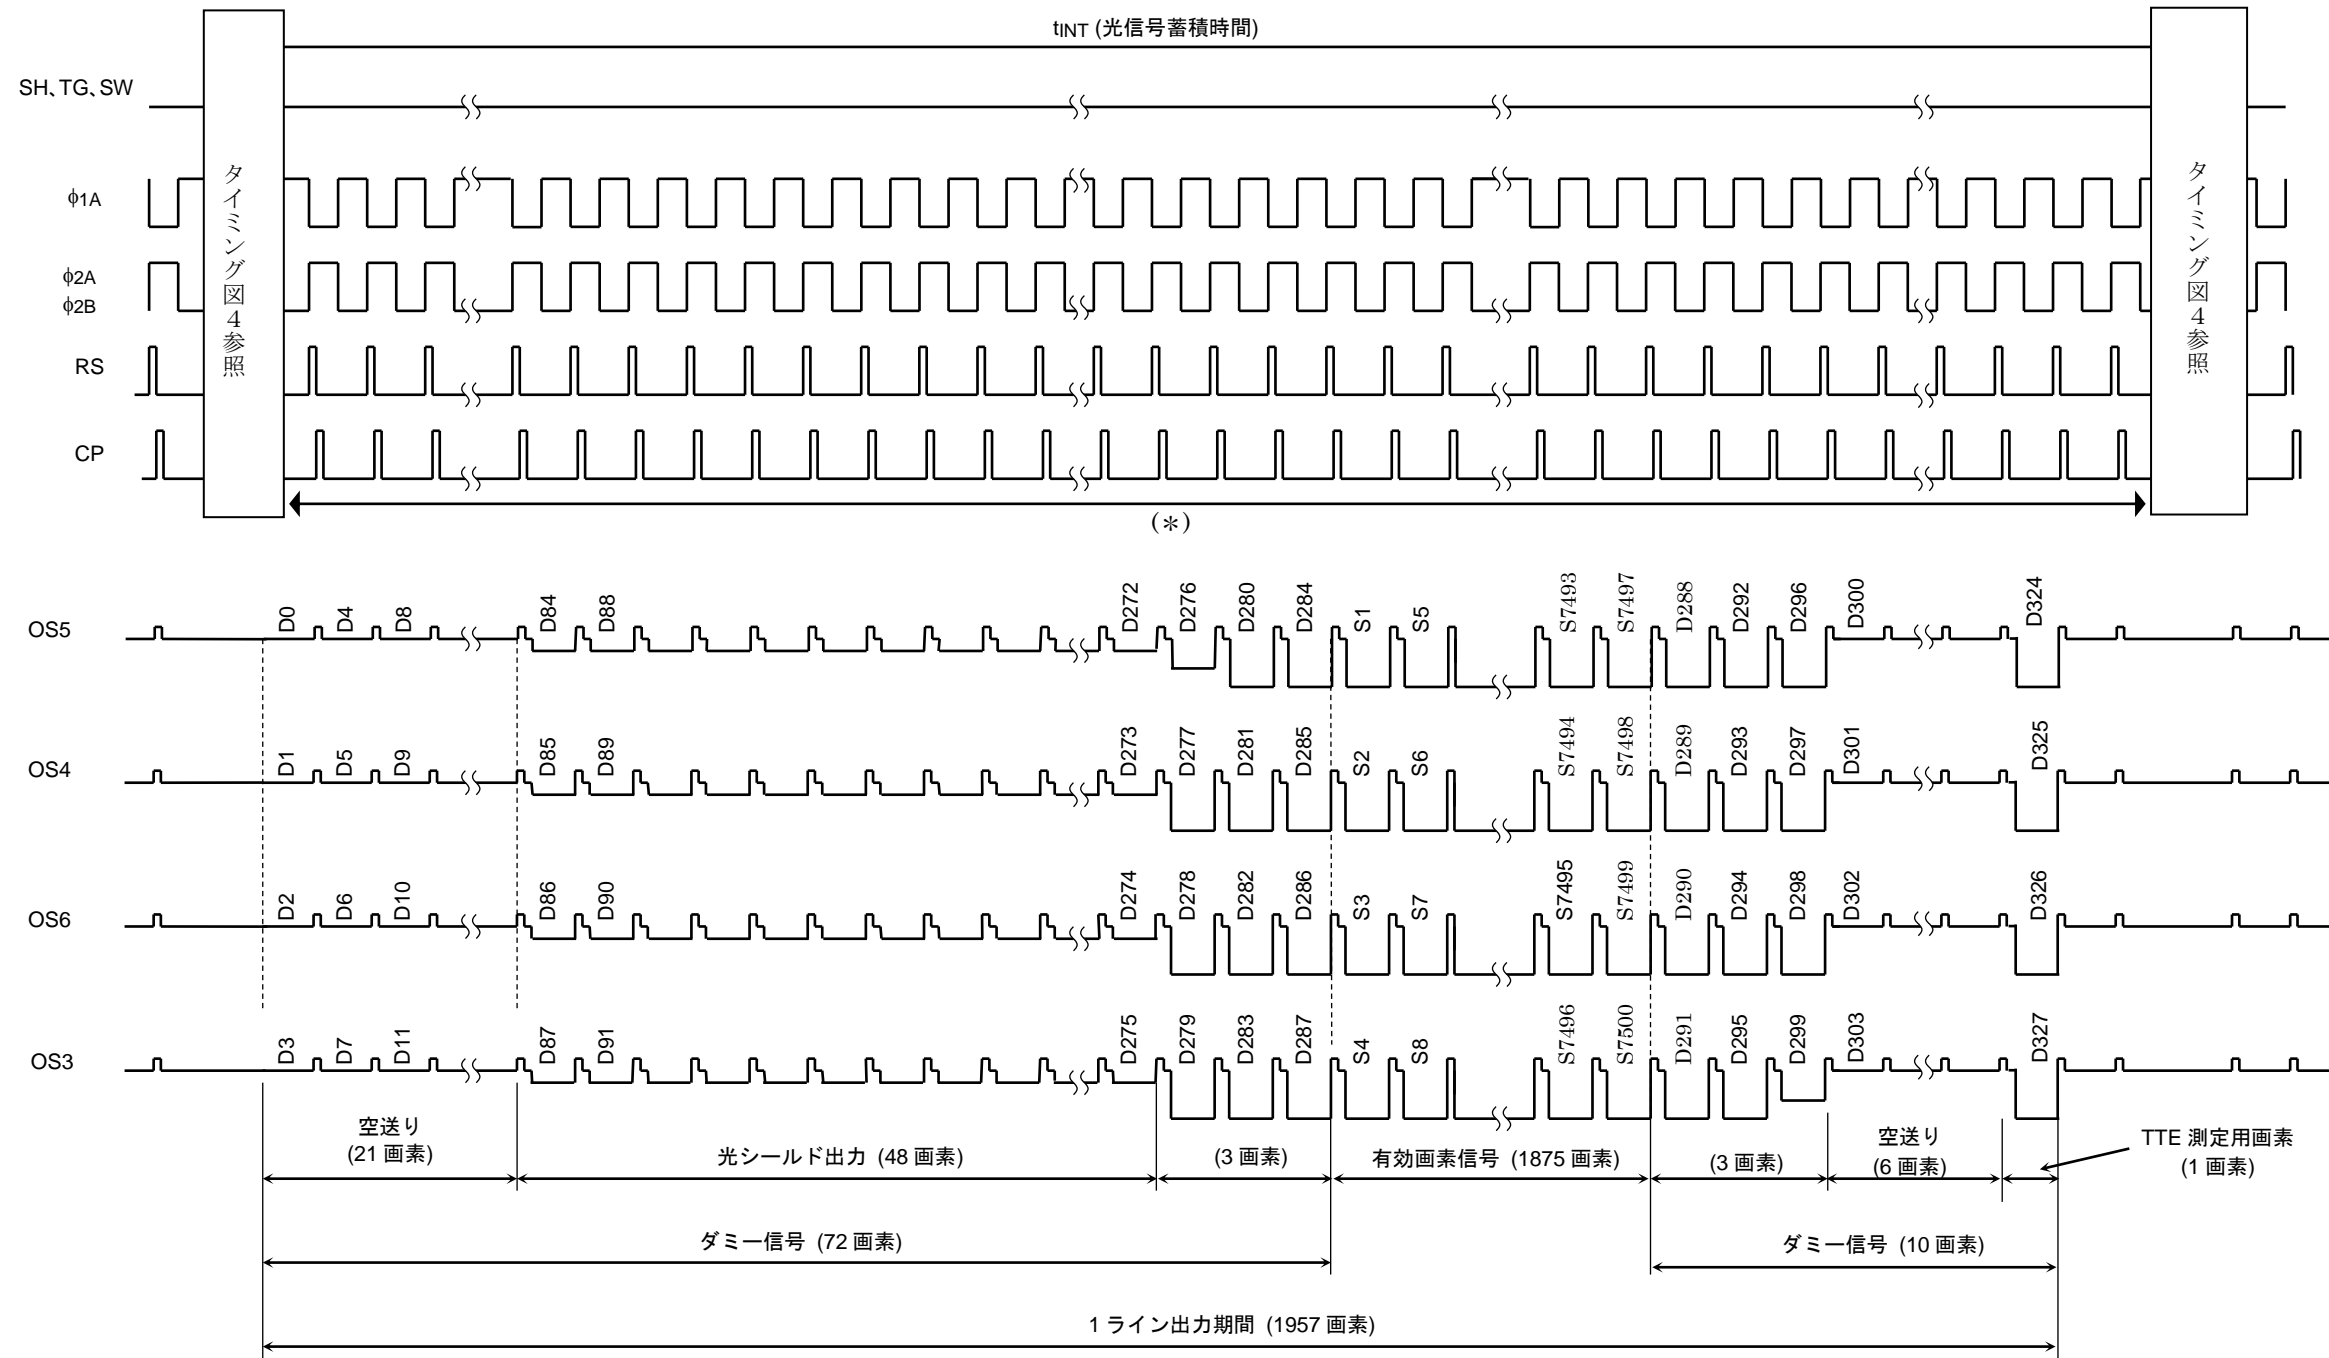 tINT (光信号蓄積時間)
SH、TG、SW
タイミング図４参照
タイミング図４参照
ϕ1A
ϕ2A
ϕ2B
RS
CP
(＊)
OS5
D0 D4 D8 D84 D88 D272 D276 D280 D284 S1 S5 S7493 S7497 D288 D292 D296 D300 D324
OS4
D1 D5 D9 D85 D89 D273 D277 D281 D285 S2 S6 S7494 S7498 D289 D293 D297 D301 D325
OS6
D2 D6 D10 D86 D90 D274 D278 D282 D286 S3 S7 S7495 S7499 D290 D294 D298 D302 D326
OS3
D3 D7 D11 D87 D91 D275 D279 D283 D287 S4 S8 S7496 S7500 D291 D295 D299 D303 D327
空送り
(21 画素)
光シールド出力 (48 画素)
(3 画素)
有効画素信号 (1875 画素)
(3 画素)
空送り
(6 画素)
TTE 測定用画素
(1 画素)
ダミー信号 (72 画素)
ダミー信号 (10 画素)
1 ライン出力期間 (1957 画素)